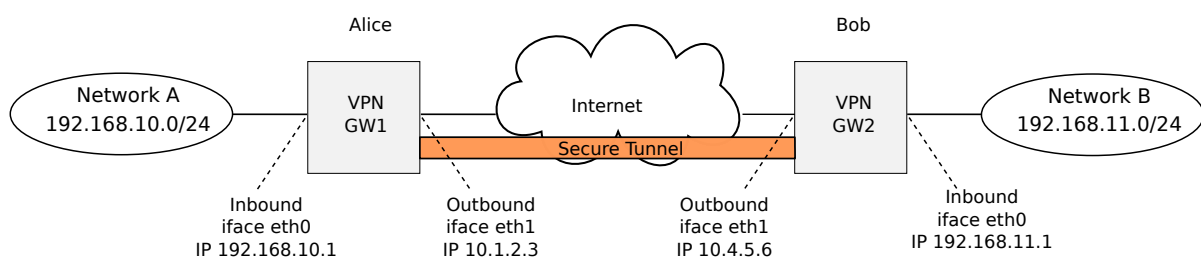 Alice
Bob
Network A
192.168.10.0/24
VPN
GW1
Internet
Secure Tunnel
VPN
GW2
Network B
192.168.11.0/24
Inbound
iface eth0
IP 192.168.10.1
Outbound
iface eth1
IP 10.1.2.3
Outbound
iface eth1
IP 10.4.5.6
Inbound
iface eth0
IP 192.168.11.1